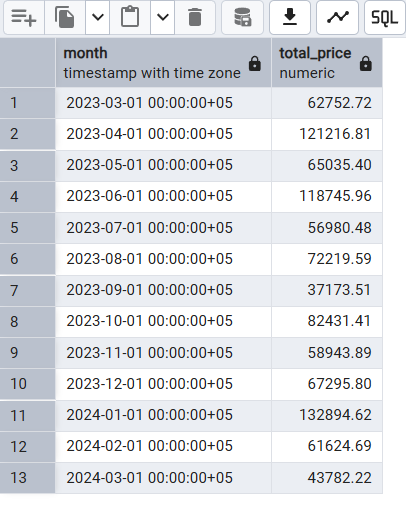 SQL
month total_price
timestamp with time zone numeric
1 2023-03-01 00:00:00+05 62752.72
2 2023-04-01 00:00:00+05 121216.81
3 2023-05-01 00:00:00+05 65035.40
4 2023-06-01 00:00:00+05 118745.96
5 2023-07-01 00:00:00+05 56980.48
6 2023-08-01 00:00:00+05 72219.59
7 2023-09-01 00:00:00+05 37173.51
8 2023-10-01 00:00:00+05 82431.41
9 2023-11-01 00:00:00+05 58943.89
10 2023-12-01 00:00:00+05 67295.80
11 2024-01-01 00:00:00+05 132894.62
12 2024-02-01 00:00:00+05 61624.69
13 2024-03-01 00:00:00+05 43782.22